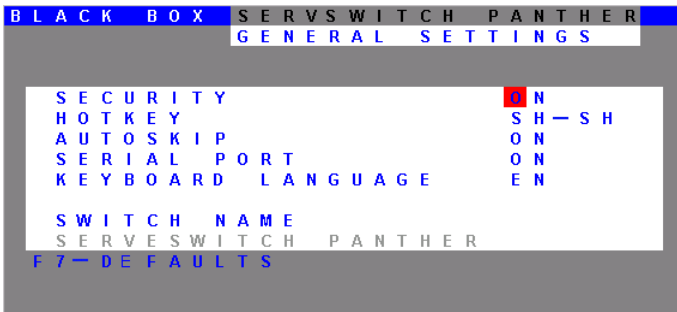 BLACK BOX SERVSWITCH PANTHER
GENERAL SETTINGS
SECURITY ON
HOTKEY SH-SH
AUTOSKIP ON
SERIAL PORT ON
KEYBOARD LANGUAGE EN
SWITCH NAME
SERVESWITCH PANTHER
F7-DEFAULTS